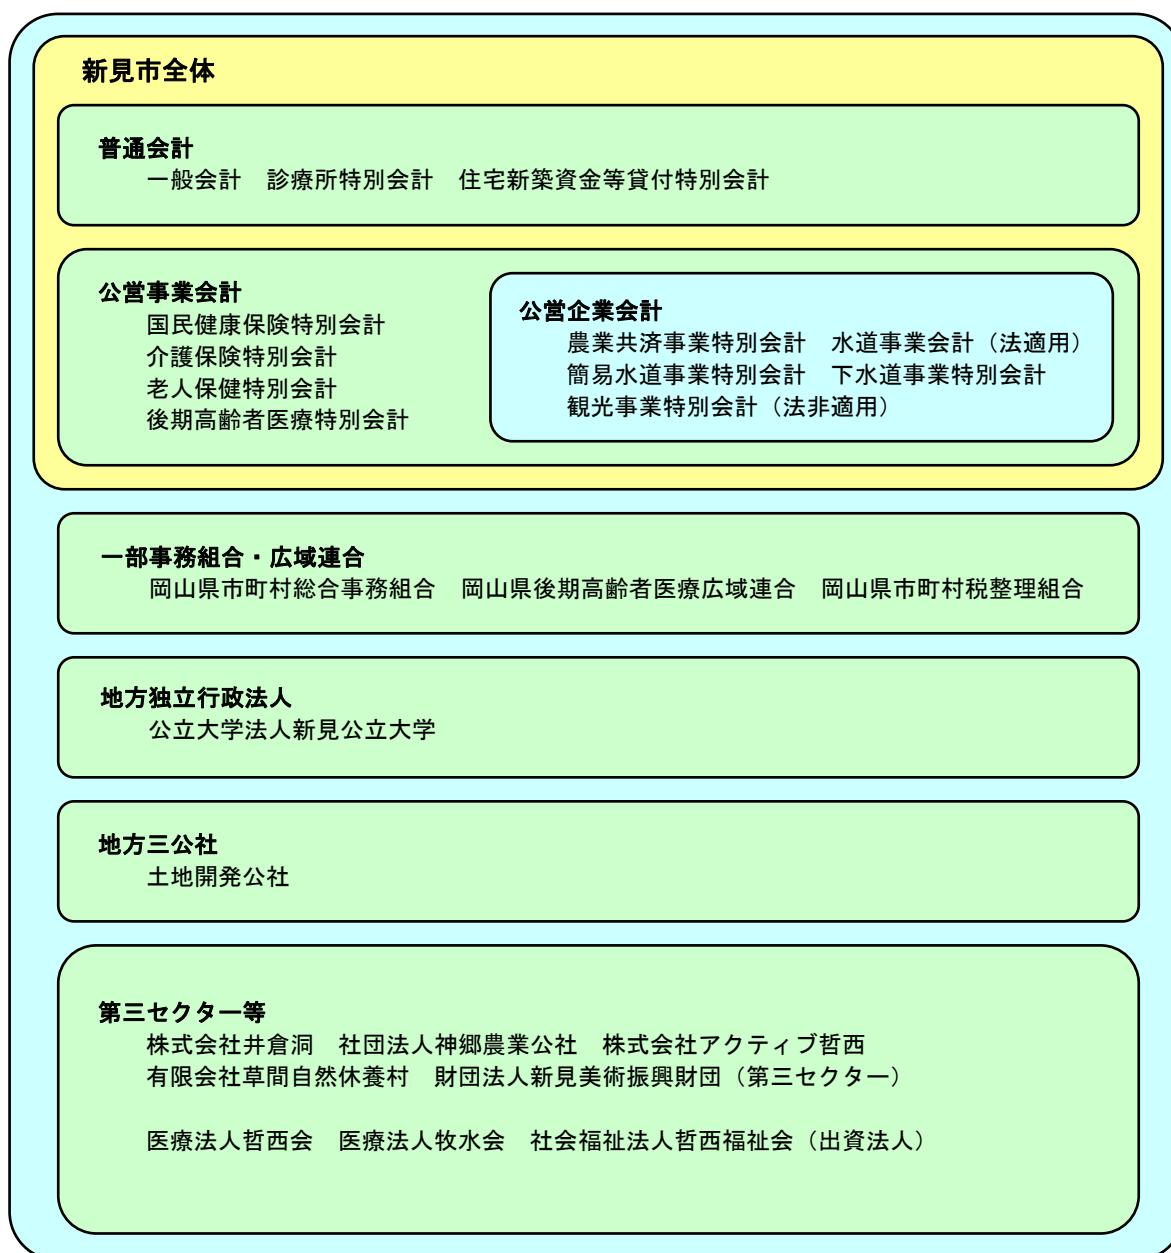 新見市全体
普通会計
一般会計　診療所特別会計　住宅新築資金等貸付特別会計
公営事業会計
国民健康保険特別会計
介護保険特別会計
老人保健特別会計
後期高齢者医療特別会計
公営企業会計
農業共済事業特別会計　水道事業会計（法適用）
簡易水道事業特別会計　下水道事業特別会計
観光事業特別会計（法非適用）
一部事務組合・広域連合
岡山県市町村総合事務組合　岡山県後期高齢者医療広域連合　岡山県市町村税整理組合
地方独立行政法人
公立大学法人新見公立大学
地方三公社
土地開発公社
第三セクター等
株式会社井倉洞　社団法人神郷農業公社　株式会社アクティブ哲西
有限会社草間自然休養村　財団法人新見美術振興財団（第三セクター）
医療法人哲西会　医療法人牧水会　社会福祉法人哲西福祉会（出資法人）